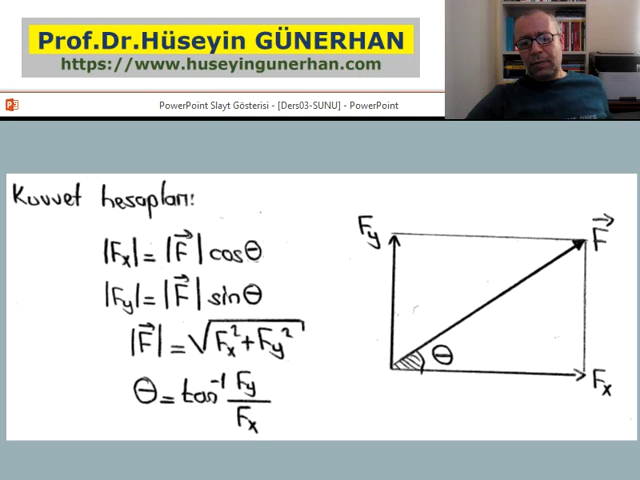 Prof.Dr.Hüseyin GÜNERHAN
https://www.huseyingunerhan.com
PowerPoint Slayt Gösterisi - [Ders03-SUNU] - PowerPoint
Kuvvet hesapları:
|Fx| = |F⃗| cosθ
|Fy| = |F⃗| sinθ
|F⃗| = √(Fx² + Fy²)
θ = tan⁻¹ Fy/Fx
Fy
F⃗
θ
Fx